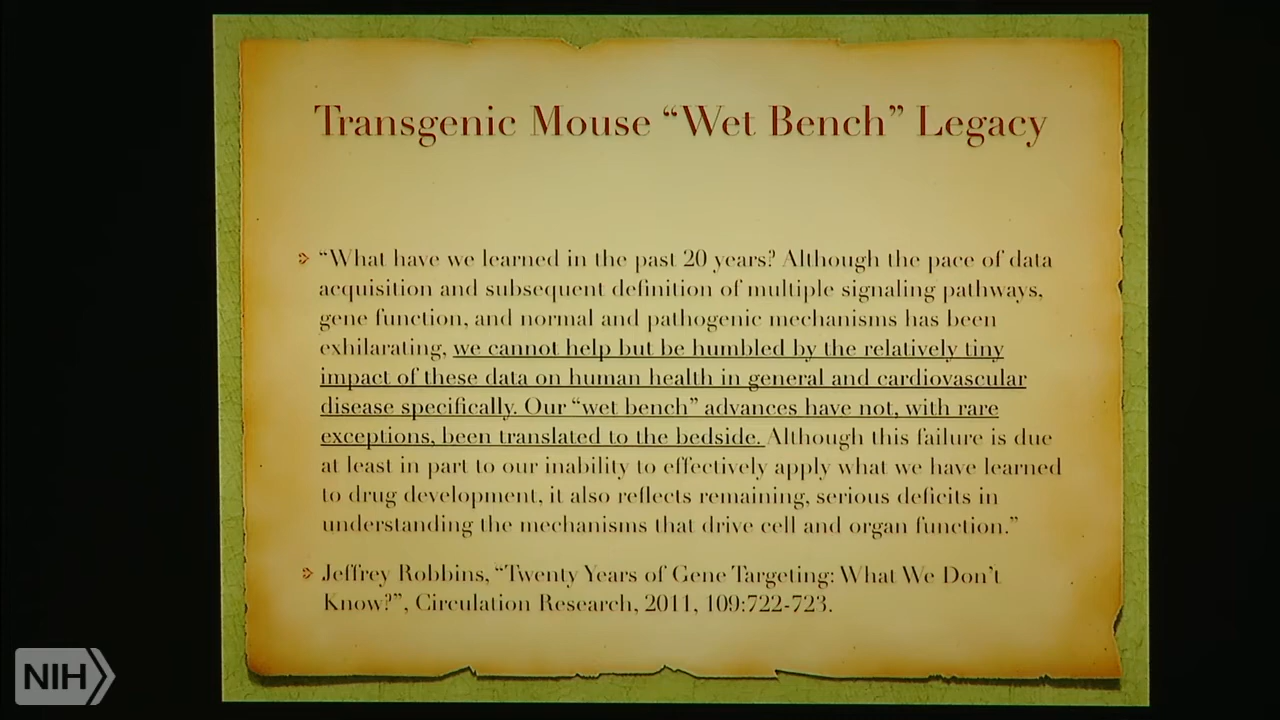 Transgenic Mouse “Wet Bench” Legacy
“What have we learned in the past 20 years? Although the pace of data
acquisition and subsequent definition of multiple signaling pathways,
gene function, and normal and pathogenic mechanisms has been
exhilarating, we cannot help but be humbled by the relatively tiny
impact of these data on human health in general and cardiovascular
disease specifically. Our “wet bench” advances have not, with rare
exceptions, been translated to the bedside. Although this failure is due
at least in part to our inability to effectively apply what we have learned
to drug development, it also reflects remaining, serious deficits in
understanding the mechanisms that drive cell and organ function.”
Jeffrey Robbins, “Twenty Years of Gene Targeting: What We Don’t
Know?”, Circulation Research, 2011, 109:722-723.
NIH